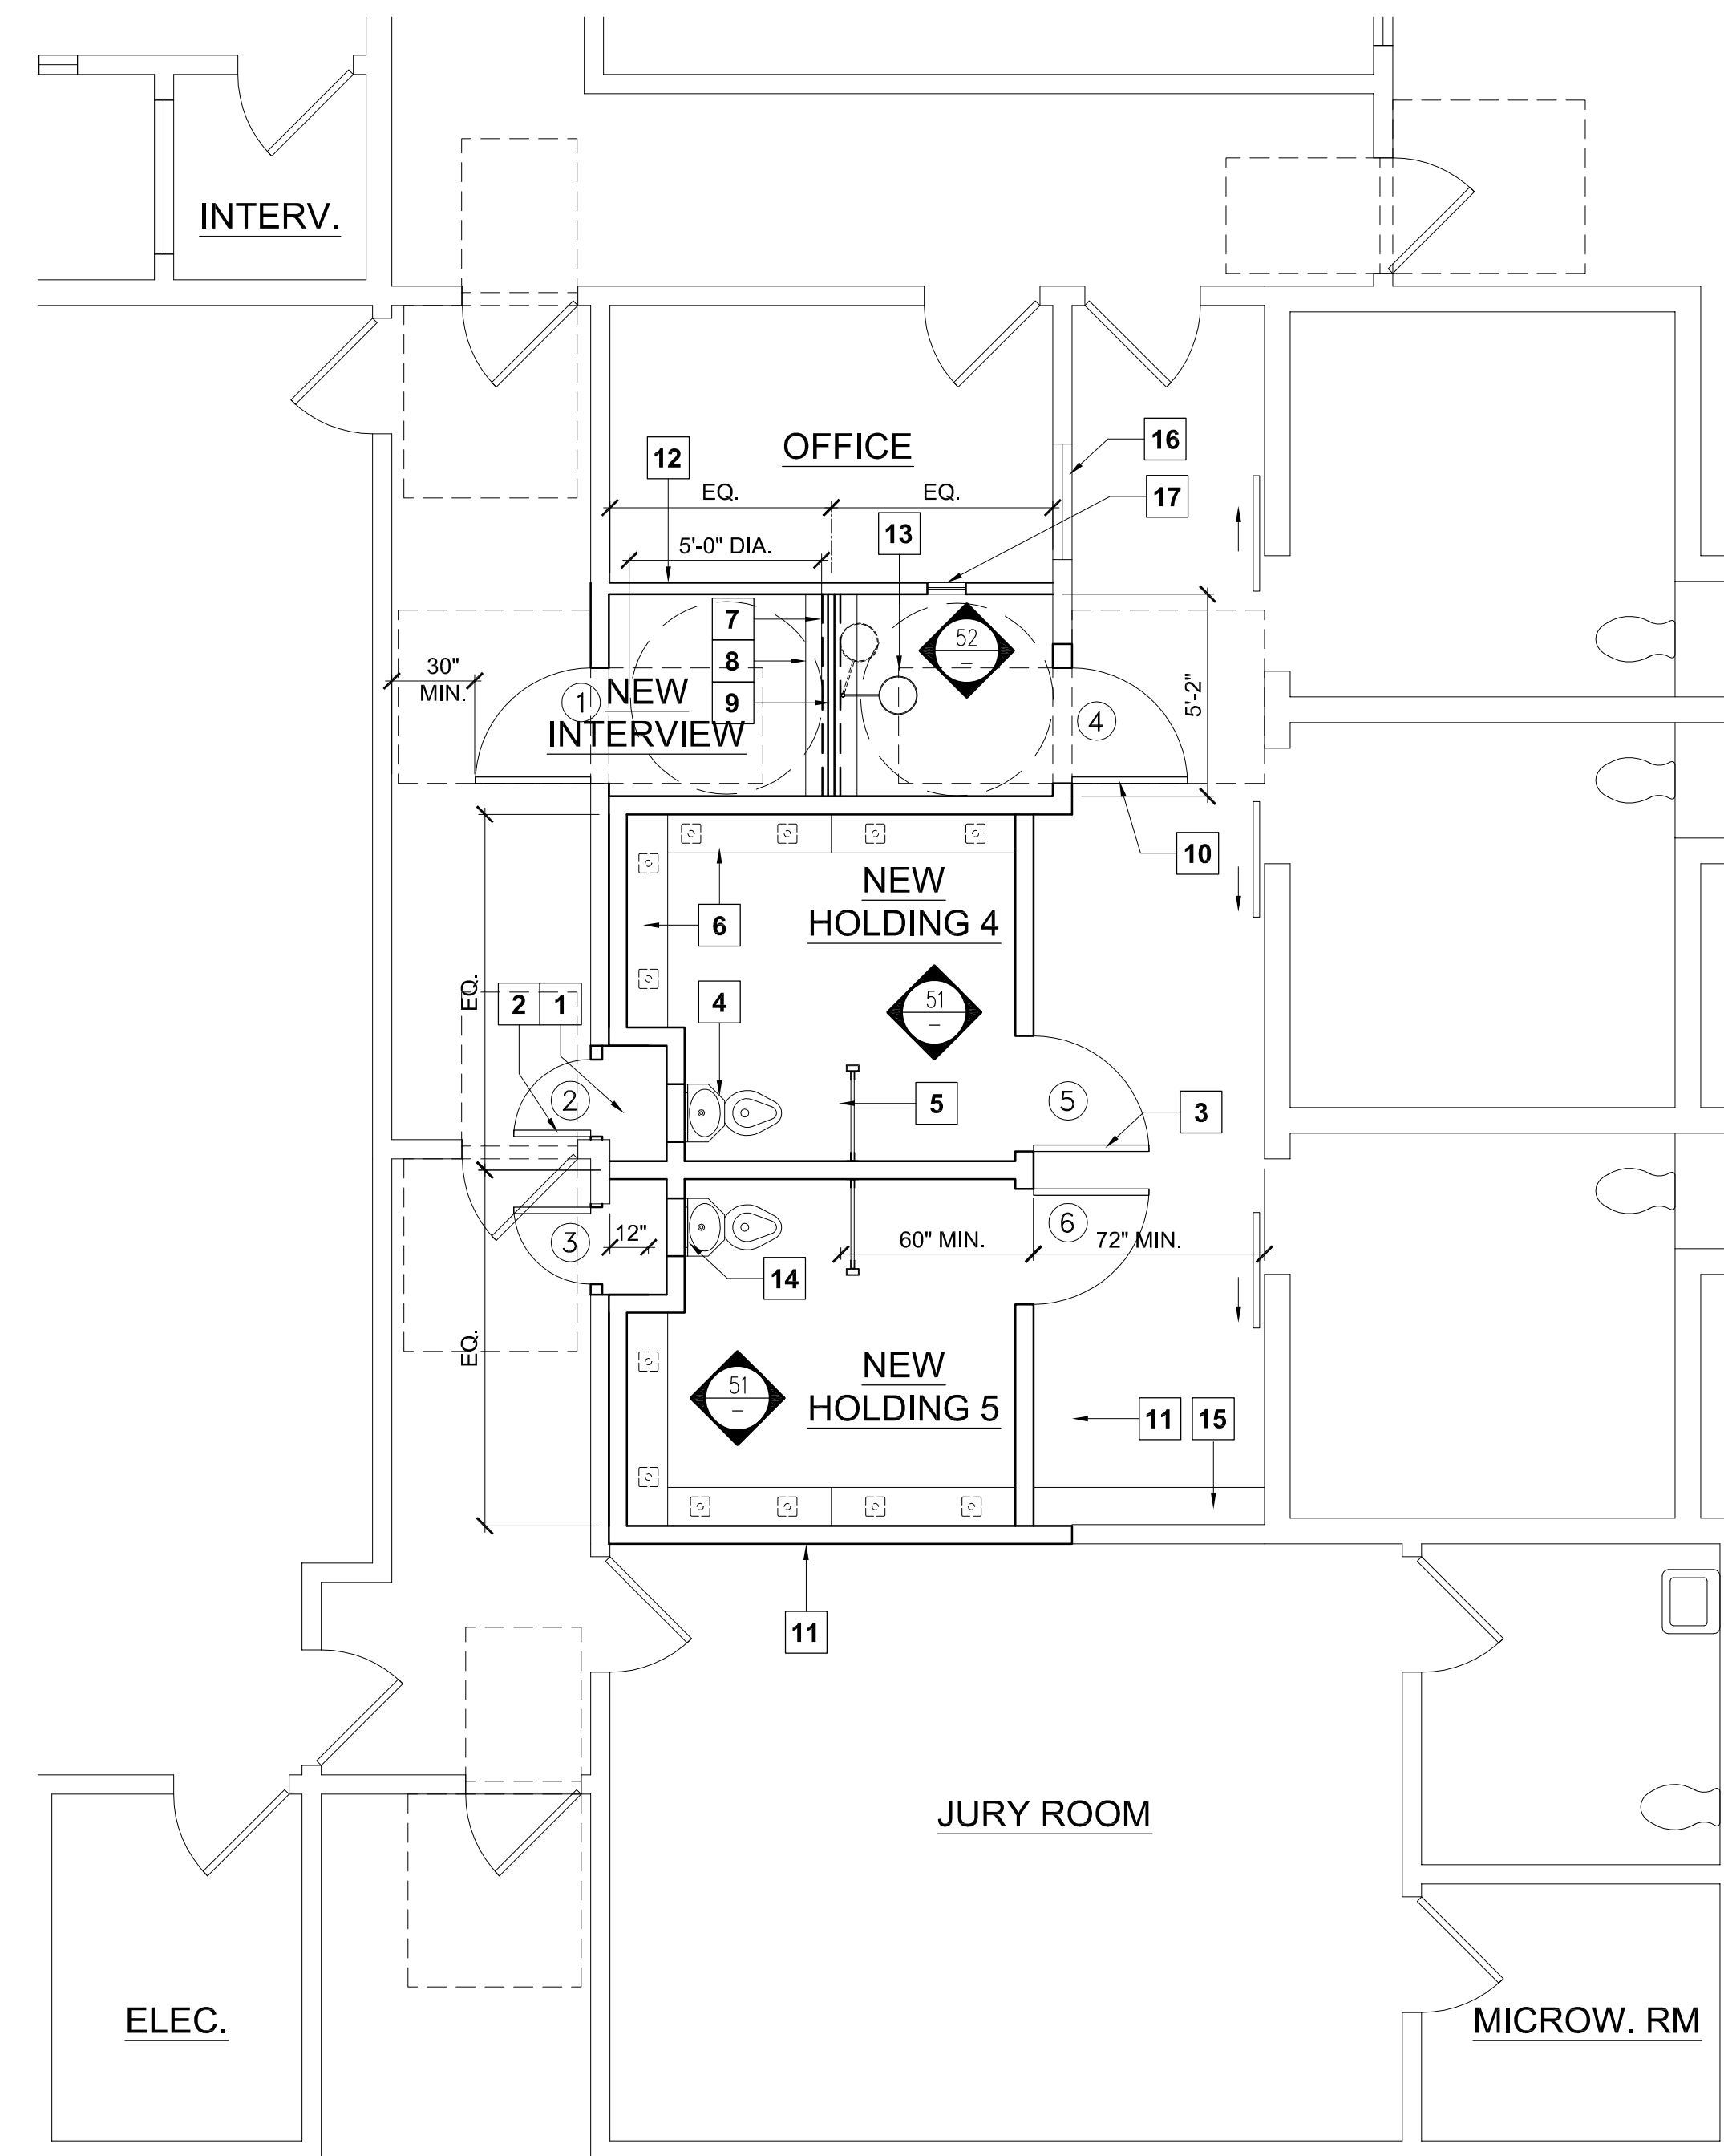 INTERV.
OFFICE
16
12
EQ.
EQ.
17
13
5'-0" DIA.
7
52
–
8
30"
MIN.
1
NEW
INTERVIEW
9
4
5'-2"
10
NEW
HOLDING 4
6
EQ.
2
1
4
51
–
2
5
5
3
3
12"
14
60" MIN.
6
72" MIN.
EQ.
51
–
NEW
HOLDING 5
11
15
11
JURY ROOM
ELEC.
MICROW. RM